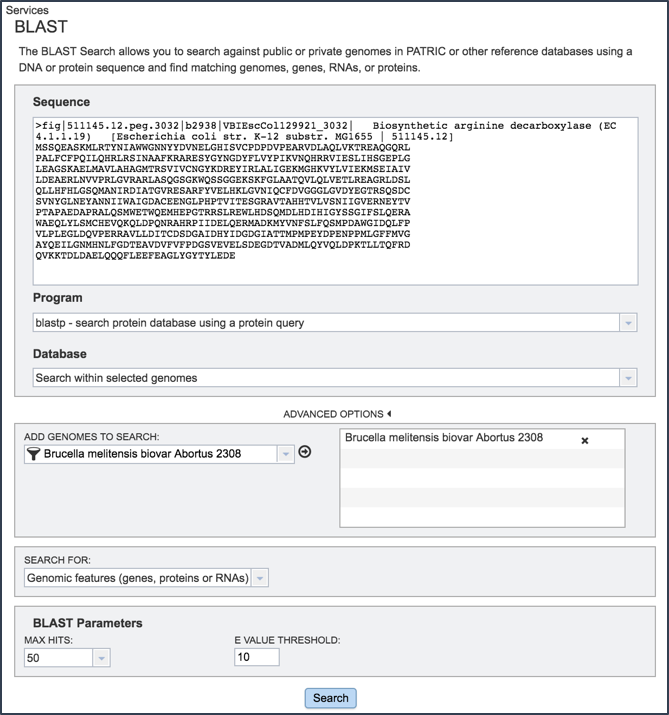 Services
BLAST
The BLAST Search allows you to search against public or private genomes in PATRIC or other reference databases using a
DNA or protein sequence and find matching genomes, genes, RNAs, or proteins.
Sequence
>fig|511145.12.peg.3032|b2938|VBIEscCol129921_3032|   Biosynthetic arginine decarboxylase (EC
4.1.1.19)   [Escherichia coli str. K-12 substr. MG1655 | 511145.12]
MSSQEASKMLRTYNIAWWGNNYYDVNELGHISVCPDPDVPEARVDLAQLVKTREAQGQRL
PALFCFPQILQHRLRSINAAFKRARESYGYNGDYFLVYPIKVNQHRRVIESLIHSGEPLG
LEAGSKAELMAVLAHAGMTRSVIVCNGYKDREYIRLALIGEKMGHKVYLVIEKMSEIAIV
LDEAERLNVVPRLGVRARLASQGSGKWQSSGGEKSKFGLAATQVLQLVETLREAGRLDSL
QLLHFHLGSQMANIRDIATGVRESARFYVELHKLGVNIQCFDVGGGLGVDYEGTRSQSDC
SVNYGLNEYANNIIWAIGDACEENGLPHPTVITESGRAVTAHHTVLVSNIIGVERNEYTV
PTAPAEDAPRALQSMWETWQEMHEPGTRRSLREWLHDSQMDLHDIHIGYSSGIFSLQERA
WAEQLYLSMCHEVQKQLDPQNRAHRPIIDELQERMADKMYVNFSLFQSMPDAWGIDQLFP
VLPLEGLDQVPERRAVLLDITCDSDGAIDHYIDGDGIATTMPMPEYDPENPPMLGFFMVG
AYQEILGNMHNLFGDTEAVDVFVFPDGSVEVELSDEGDTVADMLQYVQLDPKTLLTQFRD
QVKKTDLDAELQQQFLEEFEAGLYGYTYLEDE
Program
blastp - search protein database using a protein query
Database
Search within selected genomes
ADVANCED OPTIONS
ADD GENOMES TO SEARCH:
Brucella melitensis biovar Abortus 2308
Brucella melitensis biovar Abortus 2308
SEARCH FOR:
Genomic features (genes, proteins or RNAs)
BLAST Parameters
MAX HITS:
E VALUE THRESHOLD:
50
10
Search